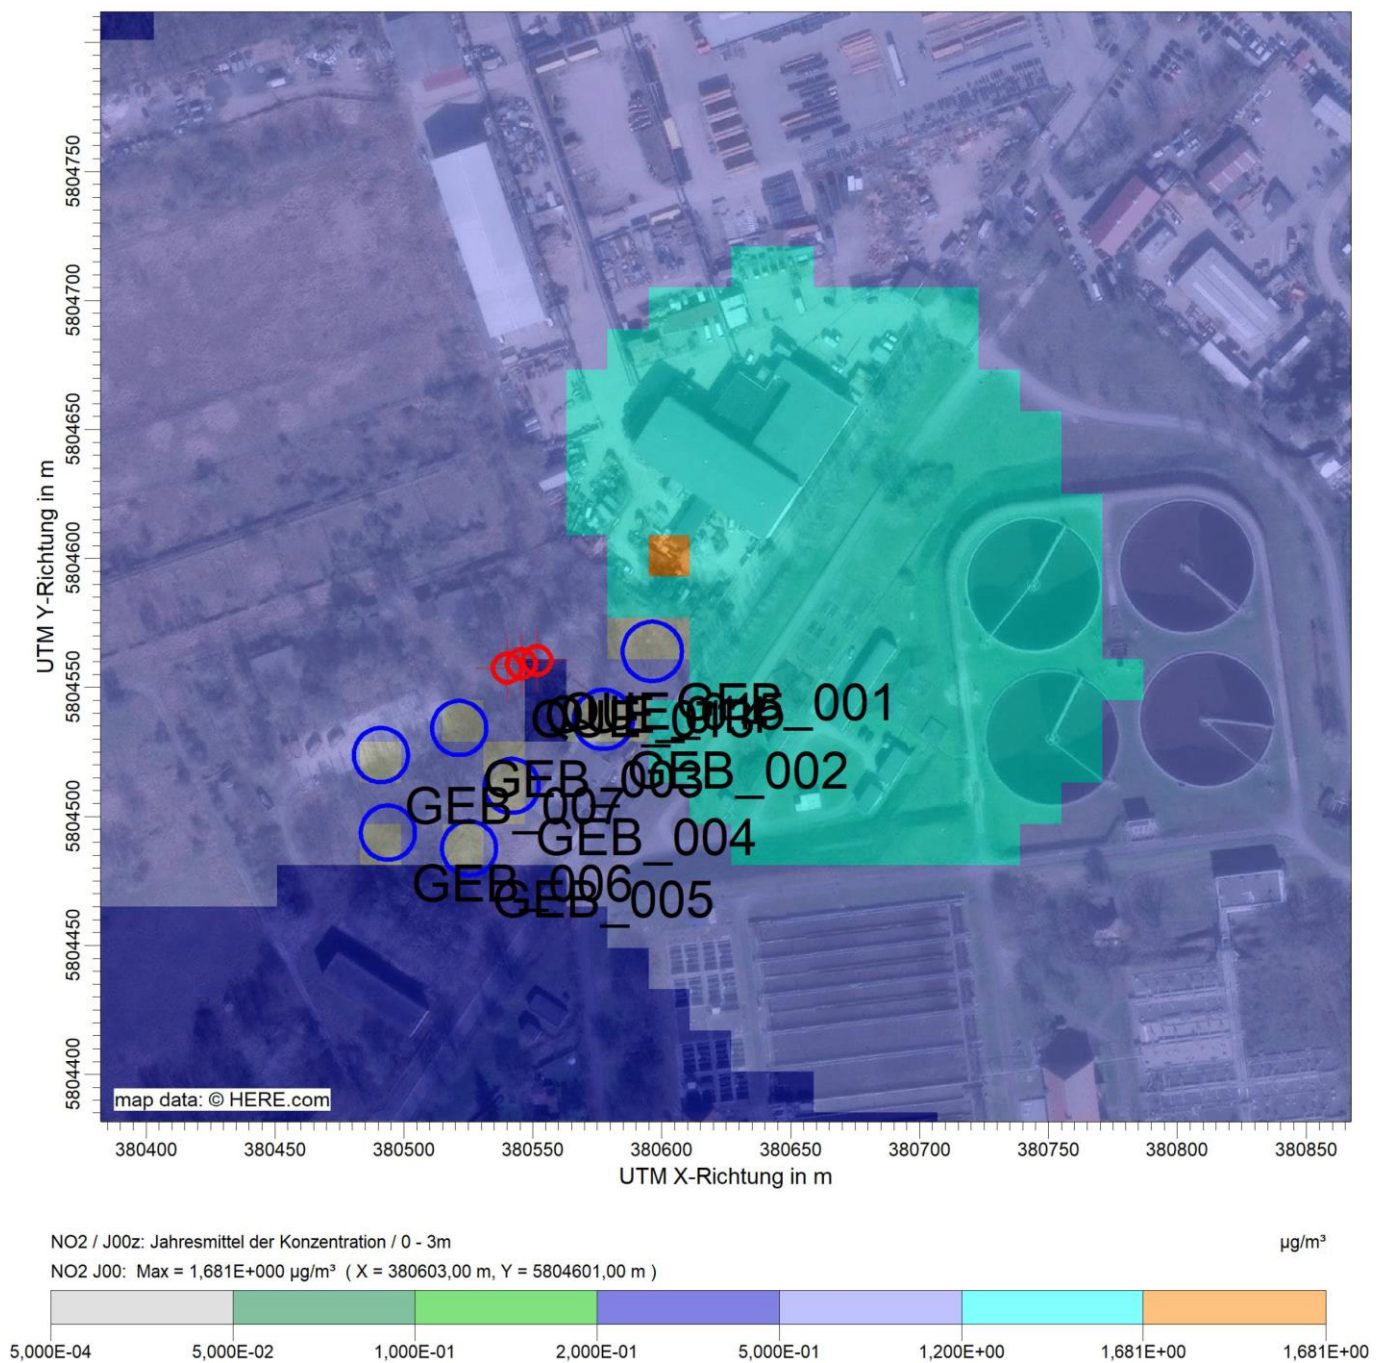 5804750
5804700
5804650
5804600
5804550
5804500
5804450
5804400
UTM Y-Richtung in m
GEB_001
GEB_002
GEB_003
GEB_007
GEB_004
GEB_006
GEB_005
map data: © HERE.com
380400 380450 380500 380550 380600 380650 380700 380750 380800 380850
UTM X-Richtung in m
NO2 / J00z: Jahresmittel der Konzentration / 0 - 3m µg/m³
NO2 J00: Max = 1,681E+000 µg/m³ ( X = 380603,00 m, Y = 5804601,00 m )
5,000E-04 5,000E-02 1,000E-01 2,000E-01 5,000E-01 1,200E+00 1,681E+00 1,681E+00